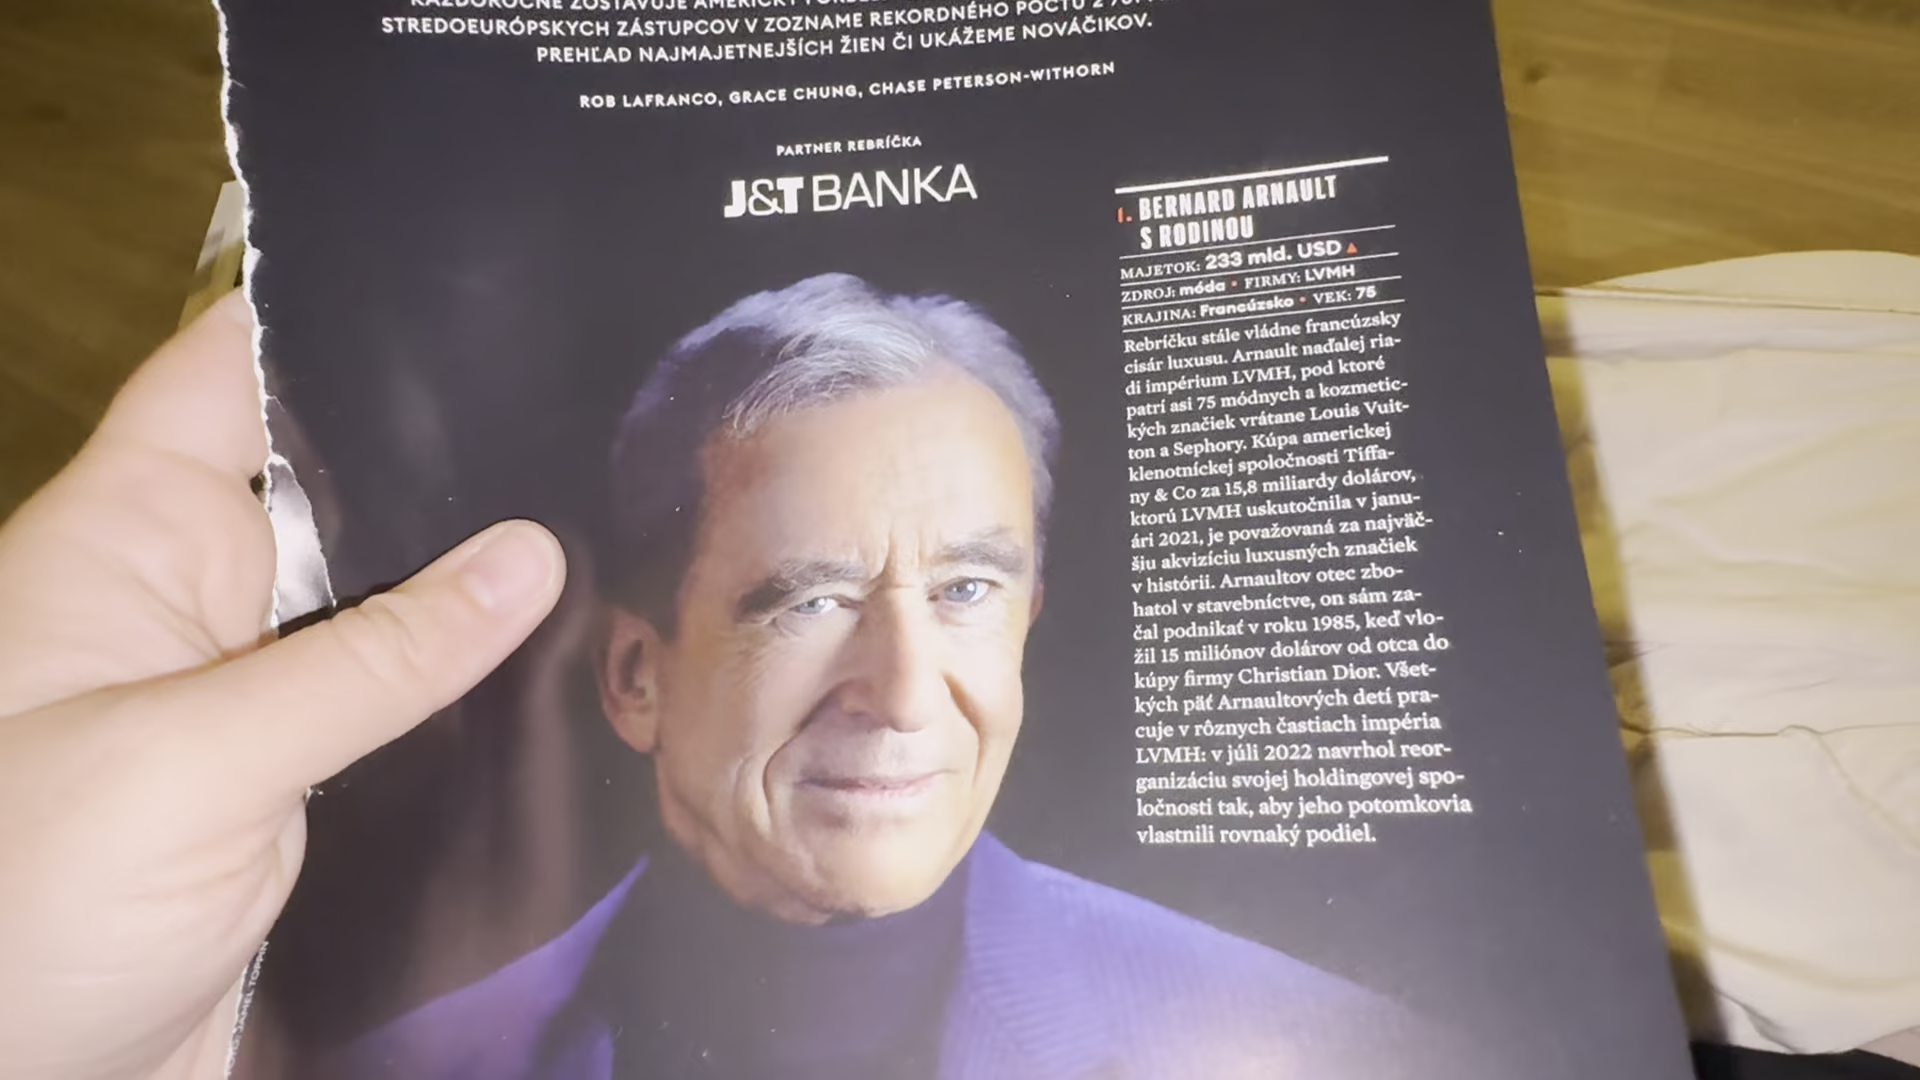 KAŽDOROČNE ZOSTAVUJE AMERICKÝ
STREDOEURÓPSKYCH ZÁSTUPCOV V ZOZNAME REKORDNÉHO POČTU 2
PREHĽAD NAJMAJETNEJŠÍCH ŽIEN ČI UKÁŽEME NOVÁČIKOV.
ROB LAFRANCO, GRACE CHUNG, CHASE PETERSON-WITHORN
PARTNER REBRÍČKA
J&T BANKA
1. BERNARD ARNAULT
S RODINOU
MAJETOK: 233 mld. USD ▲
ZDROJ: móda • FIRMY: LVMH
KRAJINA: Francúzsko • VEK: 75
Rebríčku stále vládne francúzsky
cisár luxusu. Arnault naďalej ria-
di impérium LVMH, pod ktoré
patrí asi 75 módnych a kozmetic-
kých značiek vrátane Louis Vuit-
ton a Sephory. Kúpa americkej
klenotníckej spoločnosti Tiffa-
ny & Co za 15,8 miliardy dolárov,
ktorú LVMH uskutočnila v janu-
ári 2021, je považovaná za najväč-
šiu akvizíciu luxusných značiek
v histórii. Arnaultov otec zbo-
hatol v stavebníctve, on sám za-
čal podnikať v roku 1985, keď vlo-
žil 15 miliónov dolárov od otca do
kúpy firmy Christian Dior. Všet-
kých päť Arnaultových detí pra-
cuje v rôznych častiach impéria
LVMH: v júli 2022 navrhol reor-
ganizáciu svojej holdingovej spo-
ločnosti tak, aby jeho potomkovia
vlastnili rovnaký podiel.